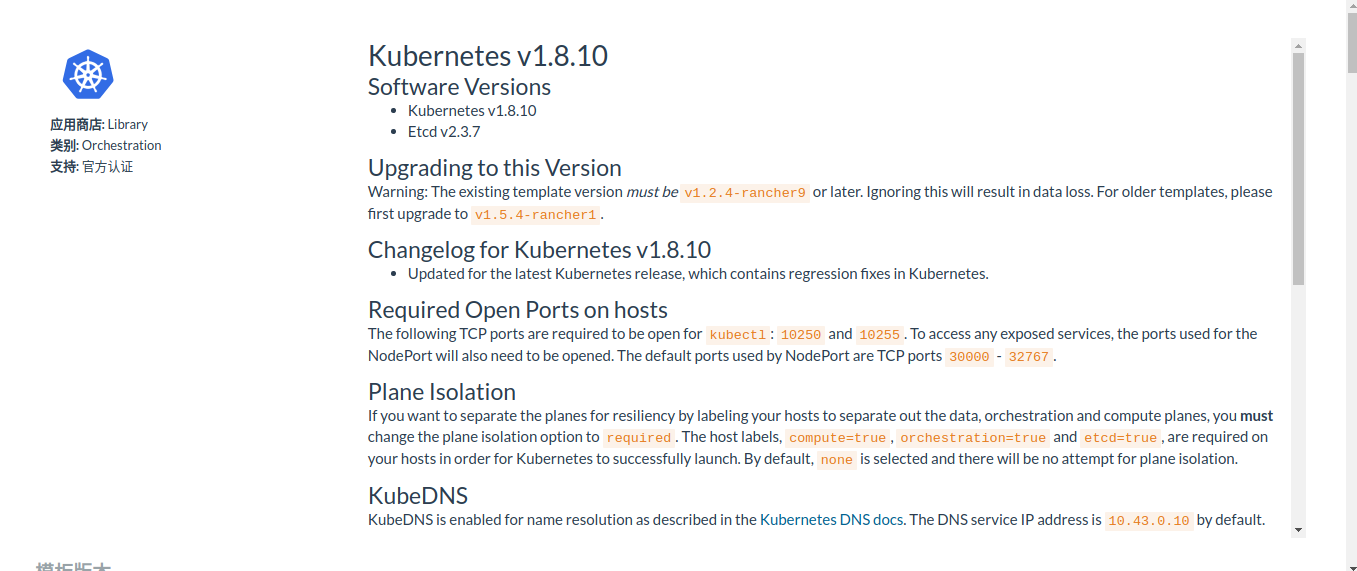 应用商店: Library
类别: Orchestration
支持: 官方认证
Kubernetes v1.8.10
Software Versions
Kubernetes v1.8.10
Etcd v2.3.7
Upgrading to this Version
Warning: The existing template version must be v1.2.4-rancher9 or later. Ignoring this will result in data loss. For older templates, please
first upgrade to v1.5.4-rancher1.
Changelog for Kubernetes v1.8.10
Updated for the latest Kubernetes release, which contains regression fixes in Kubernetes.
Required Open Ports on hosts
The following TCP ports are required to be open for kubectl: 10250 and 10255. To access any exposed services, the ports used for the
NodePort will also need to be opened. The default ports used by NodePort are TCP ports 30000 - 32767.
Plane Isolation
If you want to separate the planes for resiliency by labeling your hosts to separate out the data, orchestration and compute planes, you must
change the plane isolation option to required. The host labels, compute=true, orchestration=true and etcd=true, are required on
your hosts in order for Kubernetes to successfully launch. By default, none is selected and there will be no attempt for plane isolation.
KubeDNS
KubeDNS is enabled for name resolution as described in the Kubernetes DNS docs. The DNS service IP address is 10.43.0.10 by default.
模板版本